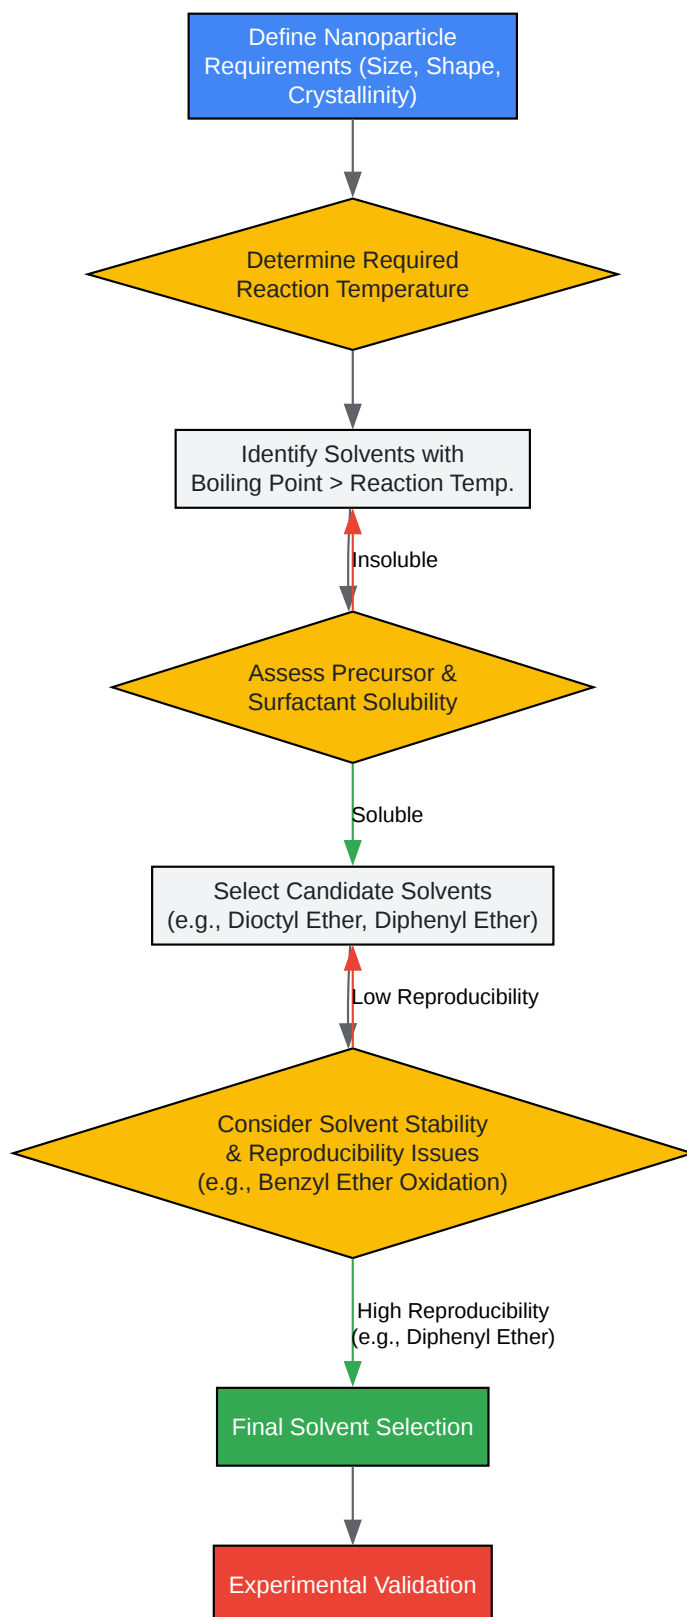 Define Nanoparticle
Requirements (Size, Shape,
Crystallinity)
Determine Required
Reaction Temperature
Identify Solvents with
Boiling Point > Reaction Temp.
Insoluble
Assess Precursor &
Surfactant Solubility
Soluble
Select Candidate Solvents
(e.g., Dioctyl Ether, Diphenyl Ether)
Low Reproducibility
Consider Solvent Stability
& Reproducibility Issues
(e.g., Benzyl Ether Oxidation)
High Reproducibility
(e.g., Diphenyl Ether)
Final Solvent Selection
Experimental Validation